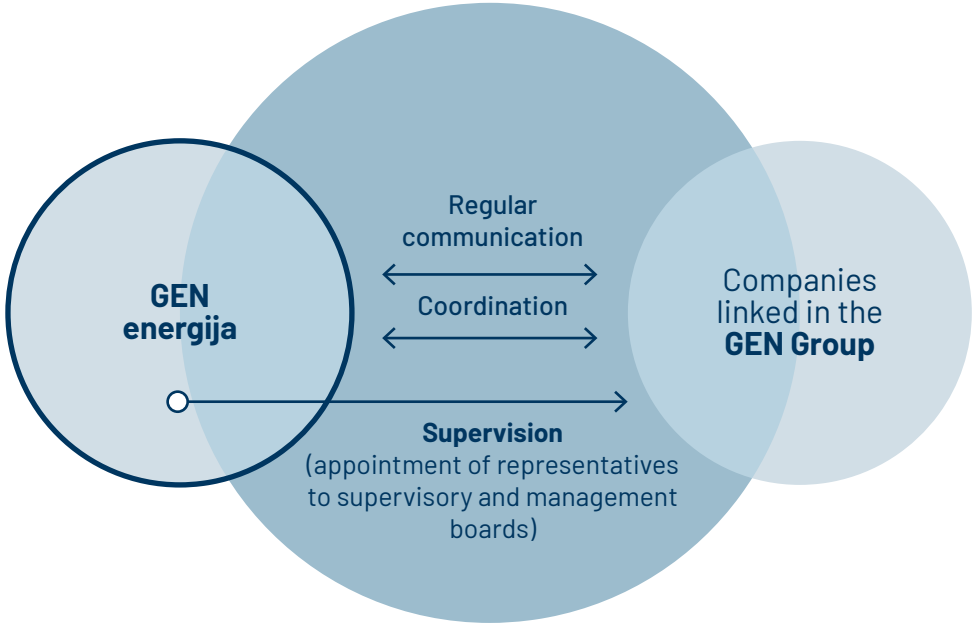 GEN
energija
Regular
communication
Coordination
Supervision
(appointment of representatives
to supervisory and management
boards)
Companies
linked in the
GEN Group